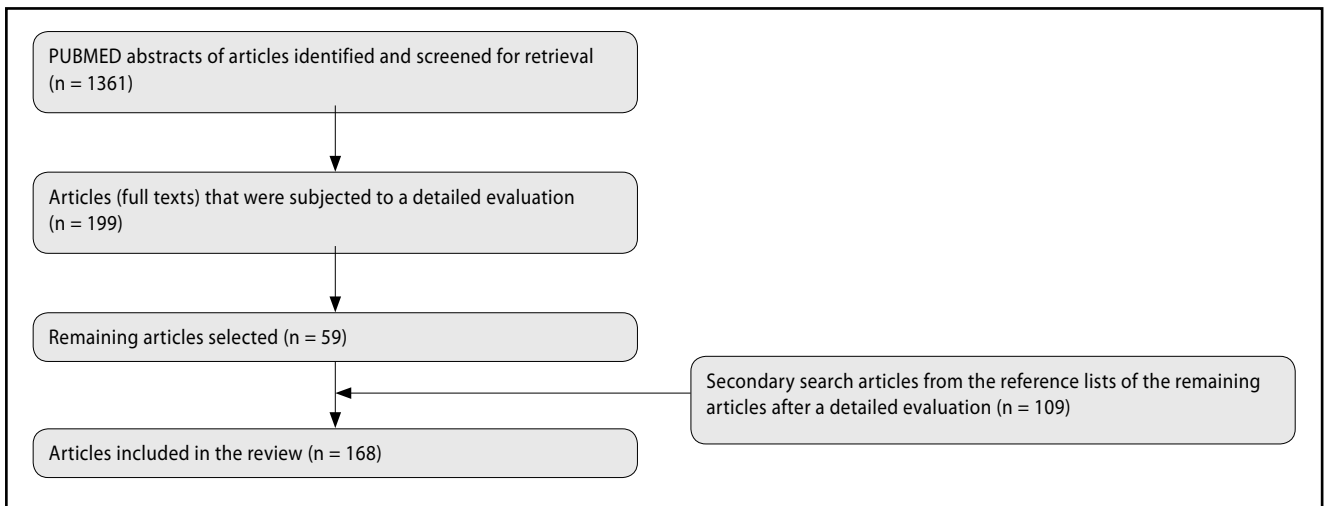 PUBMED abstracts of articles identified and screened for retrieval
(n = 1361)
Articles (full texts) that were subjected to a detailed evaluation
(n = 199)
Remaining articles selected (n = 59)
Secondary search articles from the reference lists of the remaining
articles after a detailed evaluation (n = 109)
Articles included in the review (n = 168)